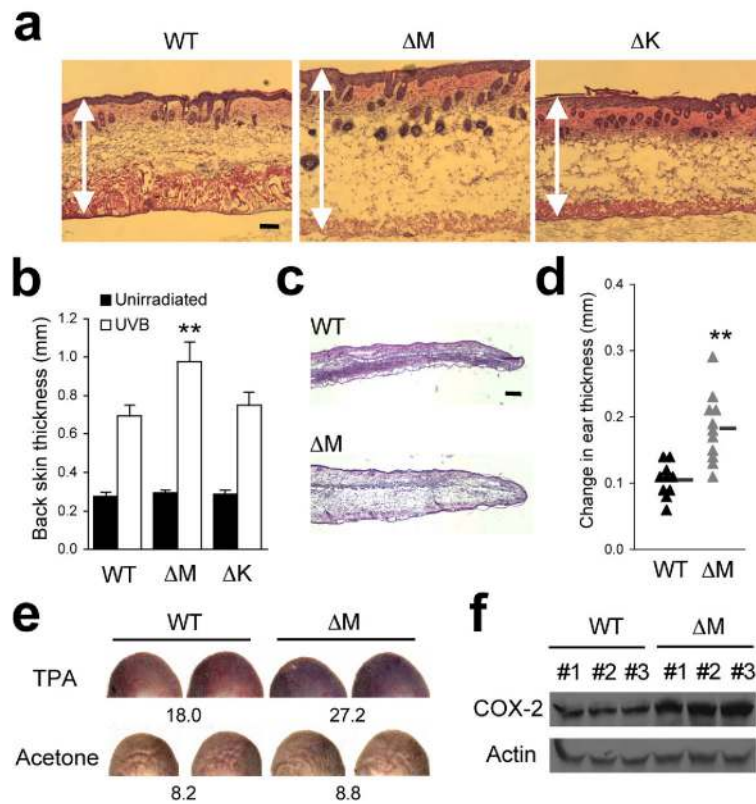 a
WT ΔM ΔK
b
Unirradiated
UVB
Back skin thickness (mm)
1.2
1.0
0.8
0.6
0.4
0.2
0.0
**
WT ΔM ΔK
c
WT
ΔM
d
Change in ear thickness (mm)
0.4
0.3
0.2
0.1
0
**
WT ΔM
e
WT ΔM
TPA
18.0 27.2
Acetone
8.2 8.8
f
WT ΔM
#1 #2 #3 #1 #2 #3
COX-2
Actin